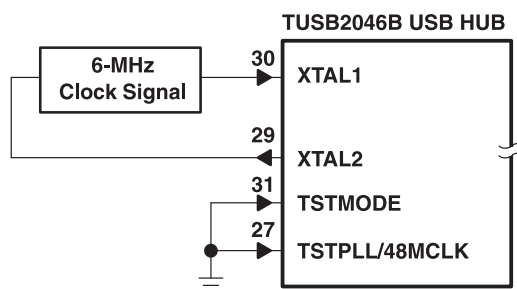 TUSB2046B USB HUB
6-MHz
Clock Signal
30
XTAL1
29
XTAL2
31
TSTMODE
27
TSTPLL/48MCLK